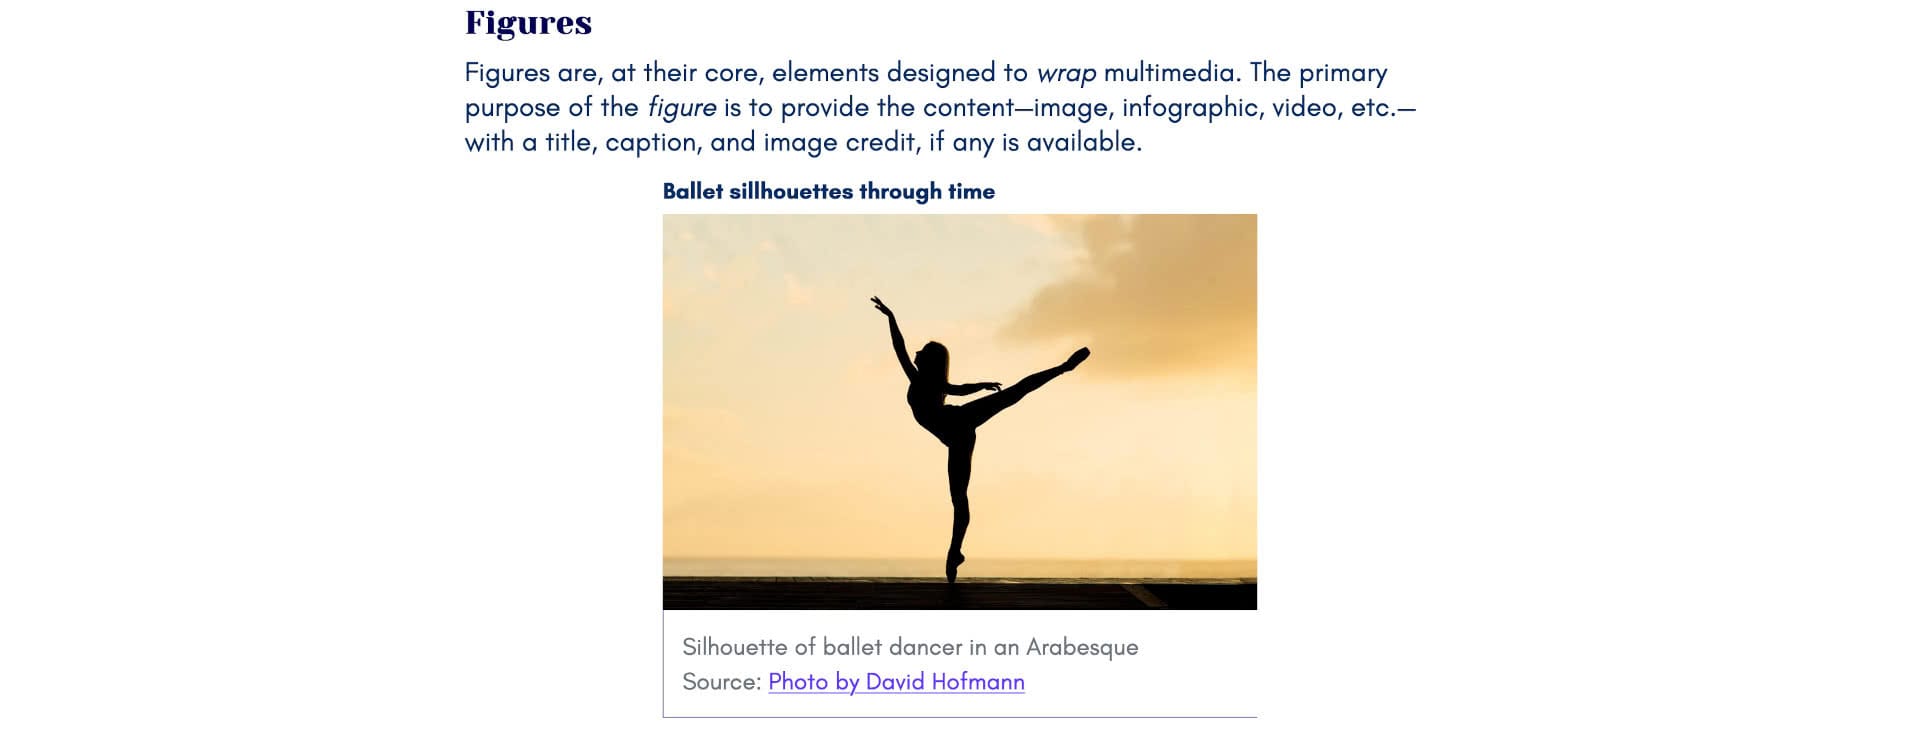 Figures
Figures are, at their core, elements designed to wrap multimedia. The primary
purpose of the figure is to provide the content—image, infographic, video, etc.—
with a title, caption, and image credit, if any is available.
Ballet sillhouettes through time
Silhouette of ballet dancer in an Arabesque
Source: Photo by David Hofmann